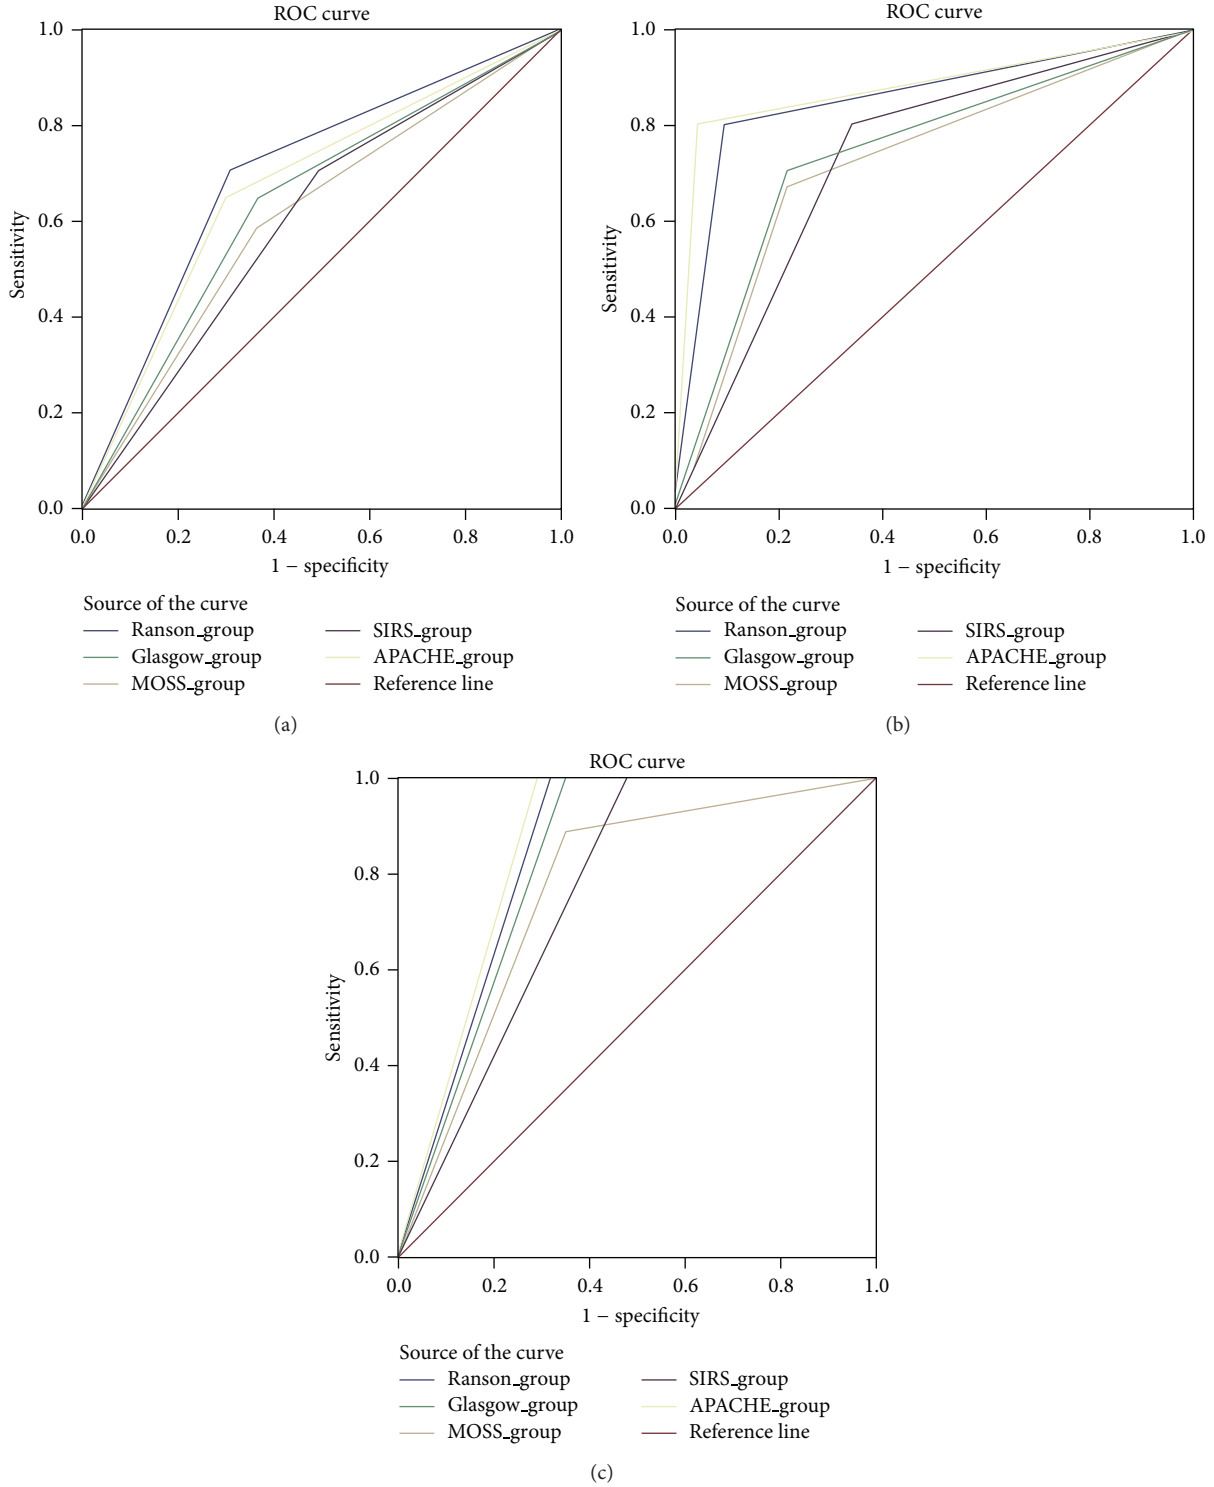 ROC curve
1.0
0.8
0.6
0.4
0.2
0.0
Sensitivity
0.0 0.2 0.4 0.6 0.8 1.0
1 − specificity
Source of the curve
Ranson_group SIRS_group
Glasgow_group APACHE_group
MOSS_group Reference line
(a)
ROC curve
1.0
0.8
0.6
0.4
0.2
0.0
Sensitivity
0.0 0.2 0.4 0.6 0.8 1.0
1 − specificity
Source of the curve
Ranson_group SIRS_group
Glasgow_group APACHE_group
MOSS_group Reference line
(b)
ROC curve
1.0
0.8
0.6
0.4
0.2
0.0
Sensitivity
0.0 0.2 0.4 0.6 0.8 1.0
1 − specificity
Source of the curve
Ranson_group SIRS_group
Glasgow_group APACHE_group
MOSS_group Reference line
(c)